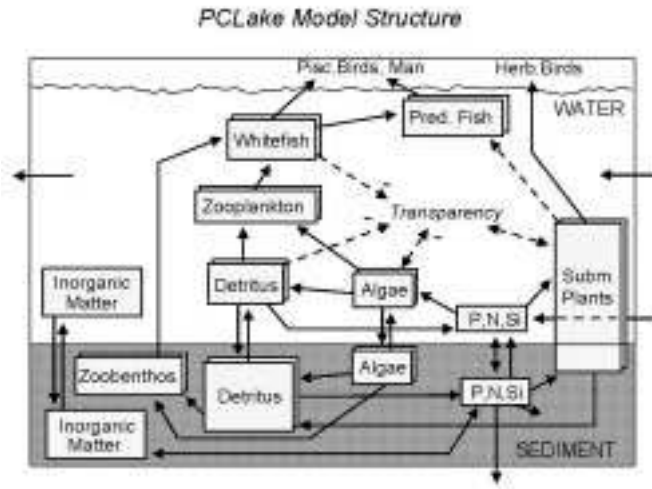 PCLake Model Structure
Pisc.Birds, Man
Herb.Birds
WATER
Pred. Fish
Whitefish
Zooplankton
Transparency
Detritus
Algae
Inorganic
Matter
Subm
Plants
P,N,Si
Algae
Zoobenthos
Detritus
P,N,Si
Inorganic
Matter
SEDIMENT